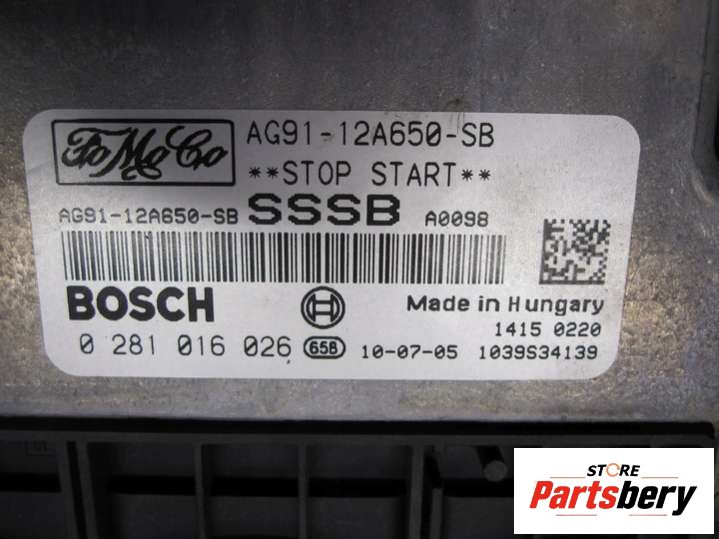 FoMoCo
AG91-12A650-SB
**STOP START**
AG91-12A650-SB SSSB A0098
BOSCH
Made in Hungary
1415 0220
0 281 016 026 65B 10-07-05 1039S34139
STORE
Partsbery